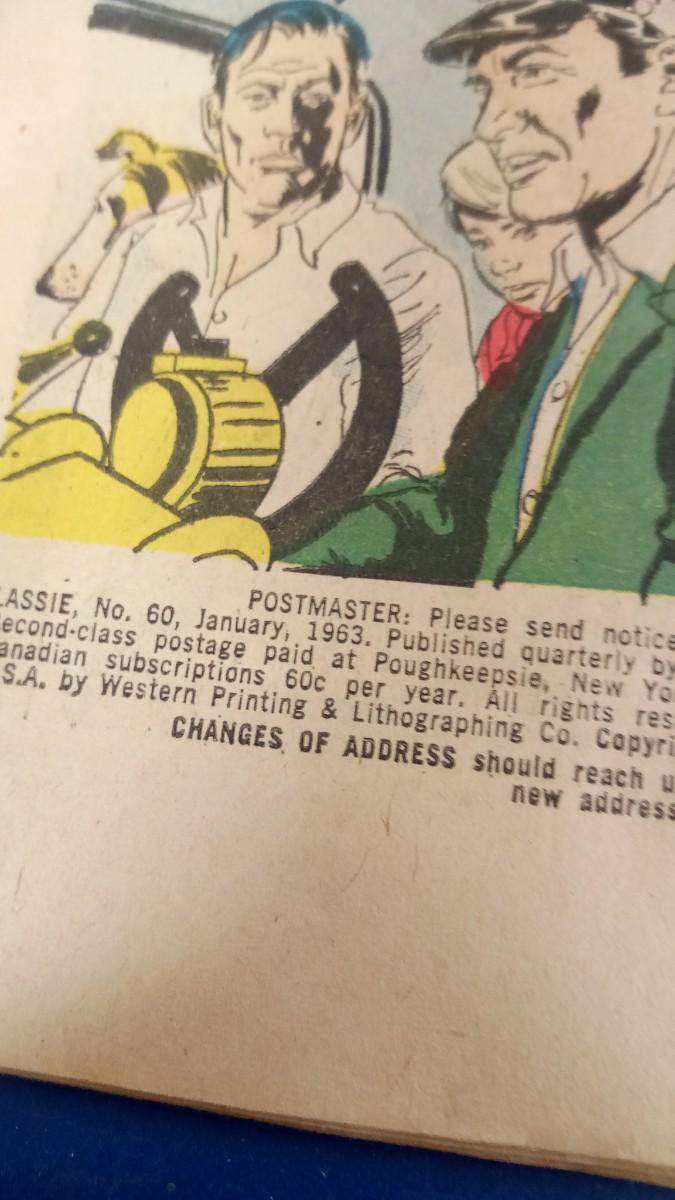 POSTMASTER: Please send notice
LASSIE, No. 60, January, 1963. Published quarterly by
econd-class postage paid at Poughkeepsie, New Yo
anadian subscriptions 60c per year. All rights res
S.A. by Western Printing & Lithographing Co. Copyri
CHANGES OF ADDRESS should reach u
new address